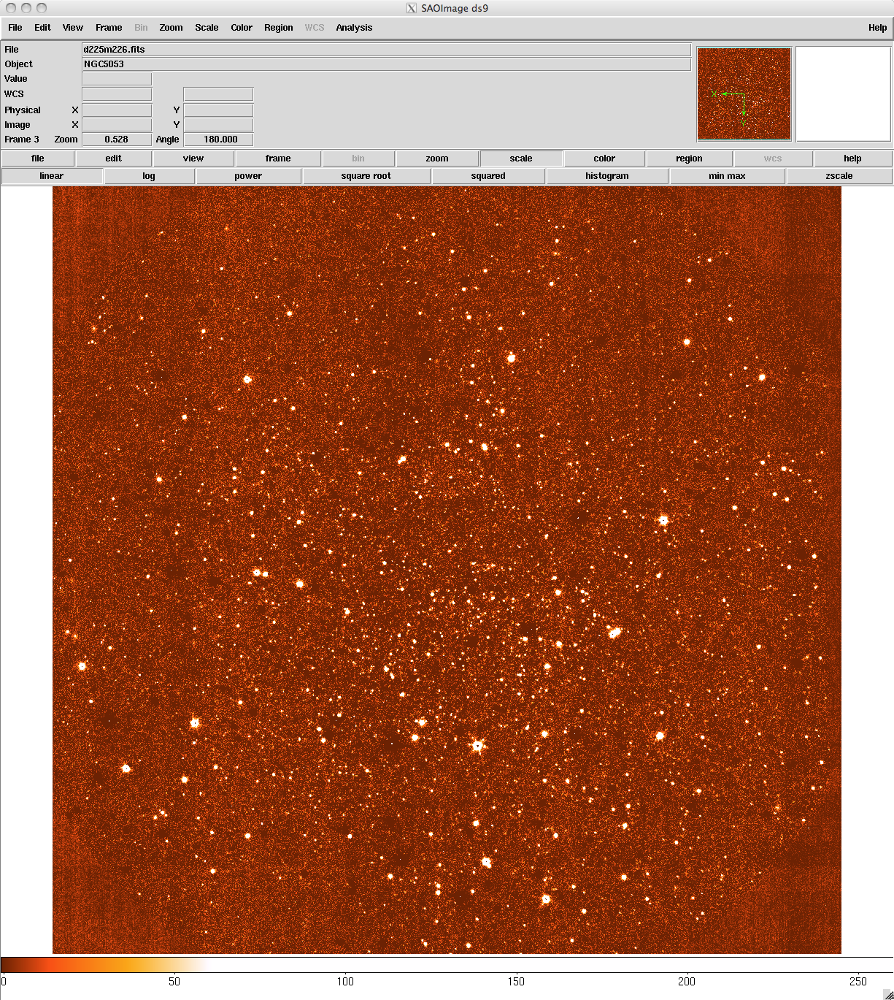 SAOImage ds9
File Edit View Frame Bin Zoom Scale Color Region WCS Analysis Help
File d225m226.fits
Object NGC5053
Value
WCS
Physical X Y
Image X Y
Frame 3 Zoom 0.528 Angle 180.000
X
Y
file edit view frame bin zoom scale color region wcs help
linear log power square root squared histogram min max zscale
0 50 100 150 200 250